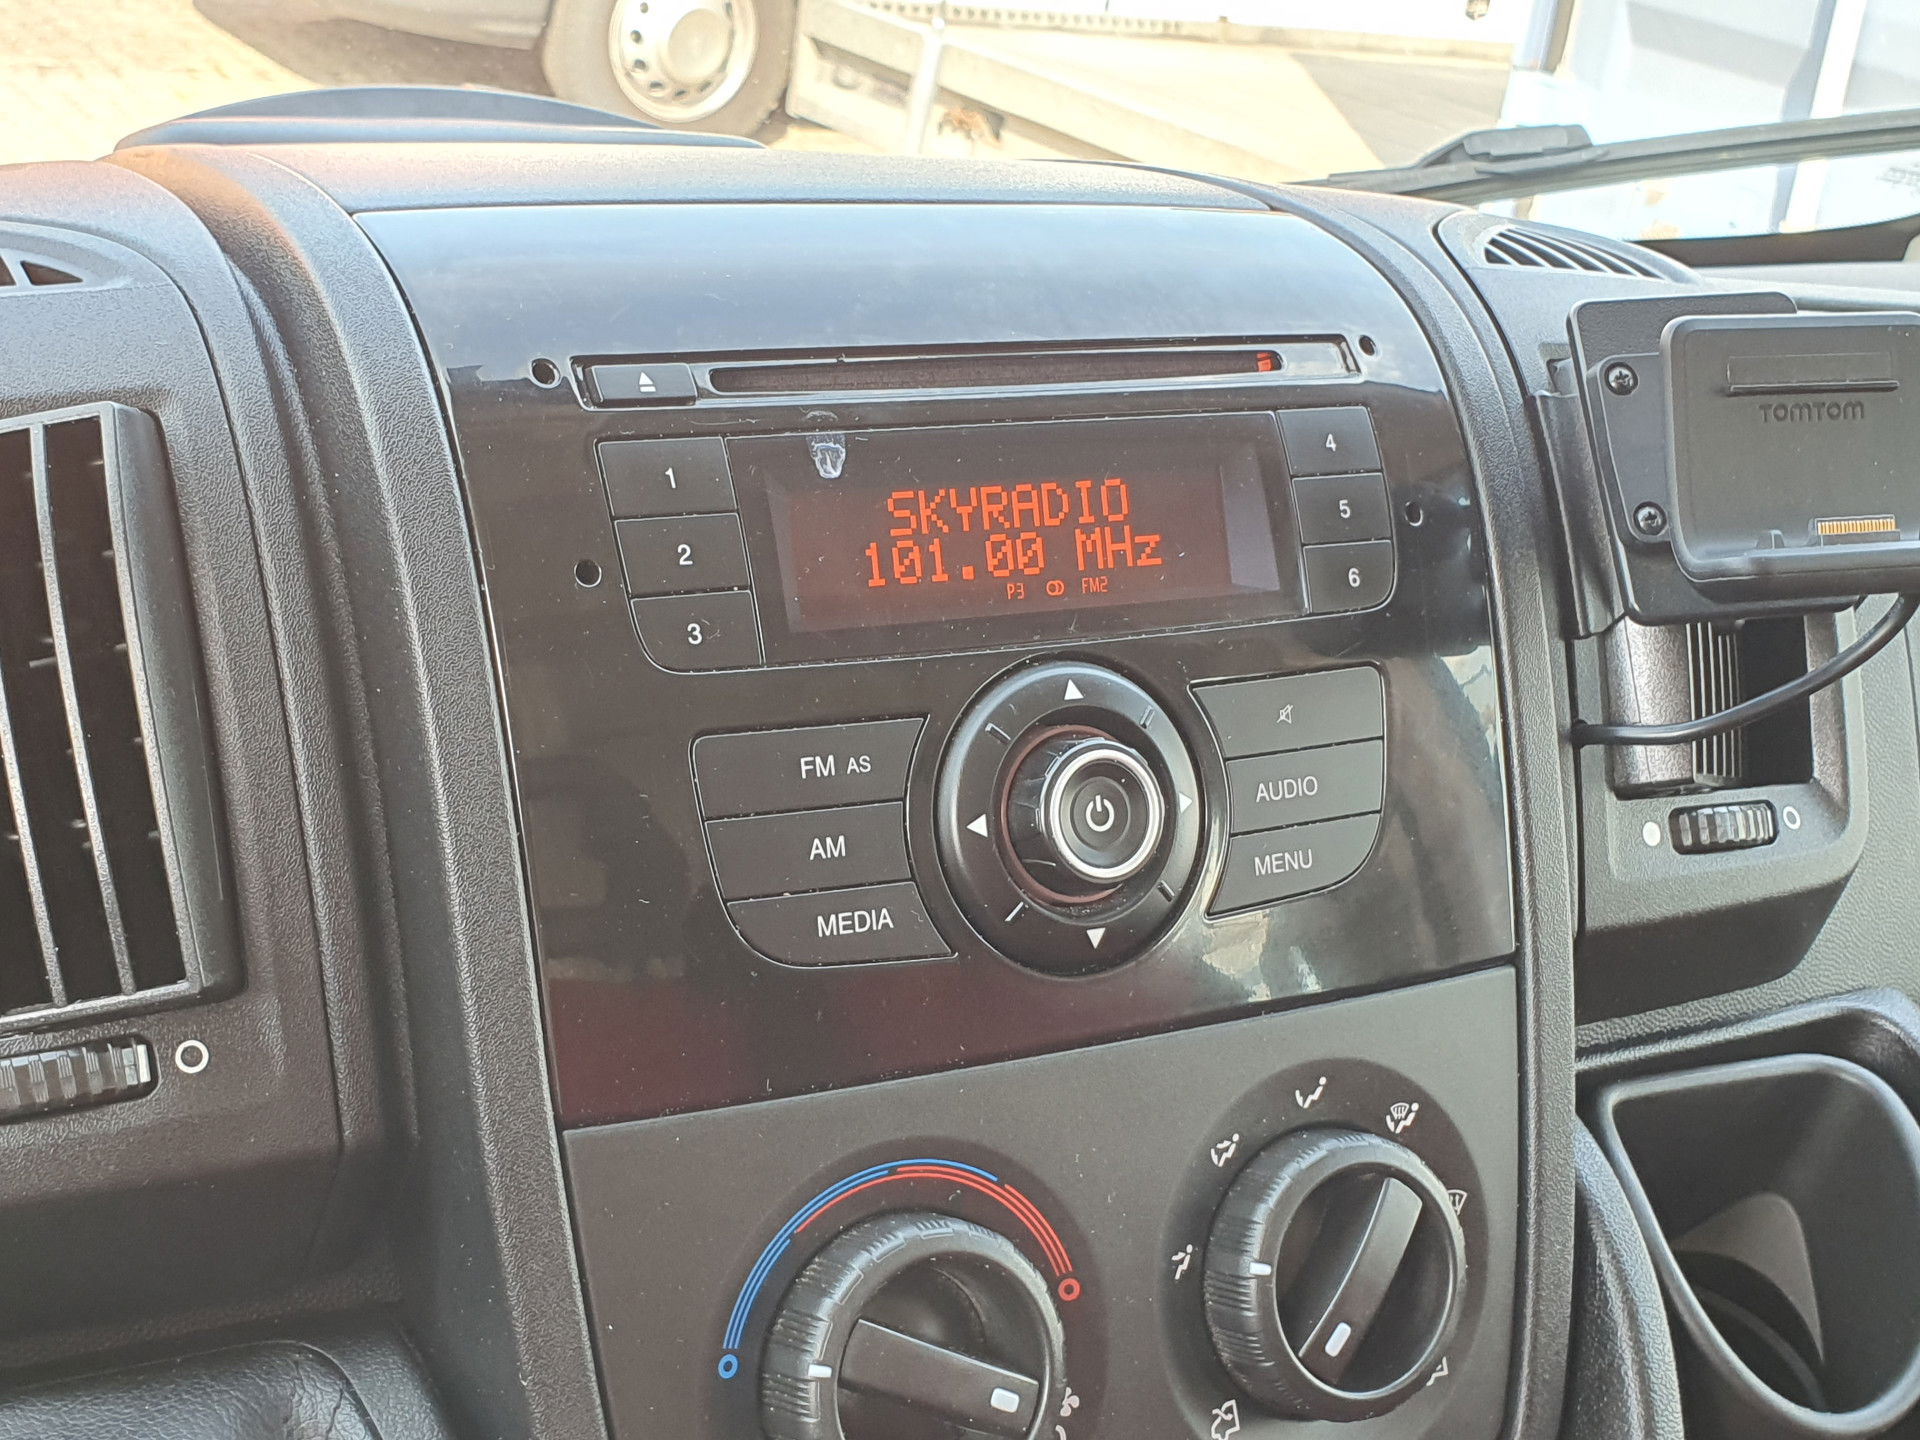 TOMTOM
1
2
3
SKYRADIO
101.00 MHz
P3 FM2
4
5
6
FM AS
AM
MEDIA
AUDIO
MENU